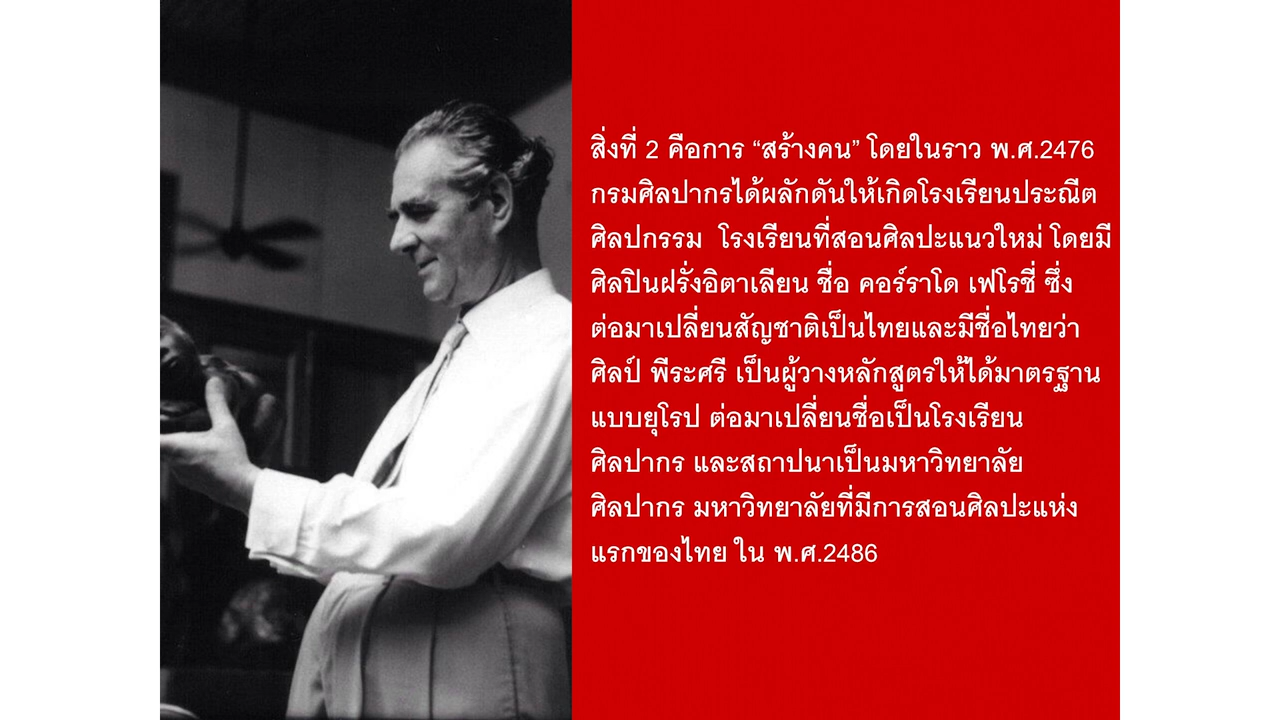 สิ่งที่ 2 คือการ “สร้างคน” โดยในราว พ.ศ.2476
กรมศิลปากรได้ผลักดันให้เกิดโรงเรียนประณีต
ศิลปกรรม  โรงเรียนที่สอนศิลปะแนวใหม่ โดยมี
ศิลปินฝรั่งอิตาเลียน ชื่อ คอร์ราโด เฟโรชี่ ซึ่ง
ต่อมาเปลี่ยนสัญชาติเป็นไทยและมีชื่อไทยว่า
ศิลป์ พีระศรี เป็นผู้วางหลักสูตรให้ได้มาตรฐาน
แบบยุโรป ต่อมาเปลี่ยนชื่อเป็นโรงเรียน
ศิลปากร และสถาปนาเป็นมหาวิทยาลัย
ศิลปากร มหาวิทยาลัยที่มีการสอนศิลปะแห่ง
แรกของไทย ใน พ.ศ.2486